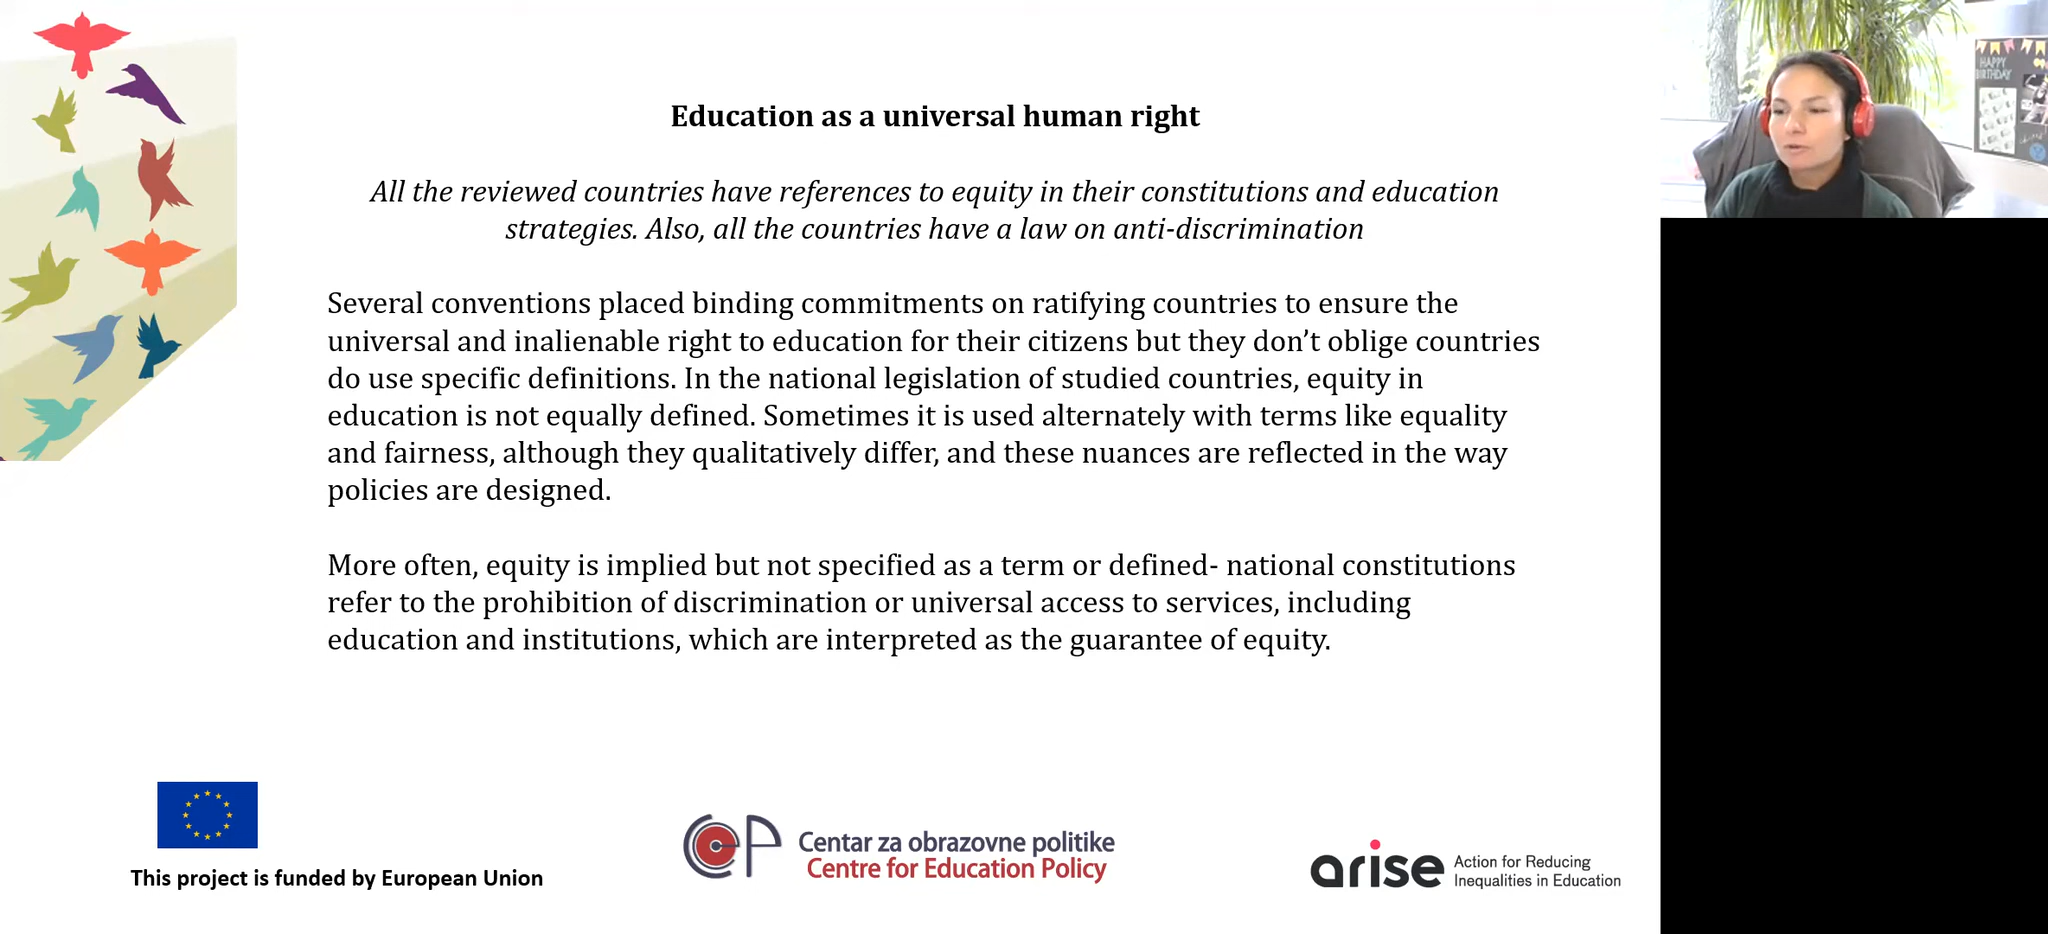 Education as a universal human right
All the reviewed countries have references to equity in their constitutions and education
strategies. Also, all the countries have a law on anti-discrimination
Several conventions placed binding commitments on ratifying countries to ensure the
universal and inalienable right to education for their citizens but they don’t oblige countries
do use specific definitions. In the national legislation of studied countries, equity in
education is not equally defined. Sometimes it is used alternately with terms like equality
and fairness, although they qualitatively differ, and these nuances are reflected in the way
policies are designed.
More often, equity is implied but not specified as a term or defined- national constitutions
refer to the prohibition of discrimination or universal access to services, including
education and institutions, which are interpreted as the guarantee of equity.
This project is funded by European Union
CEP
Centar za obrazovne politike
Centre for Education Policy
arise
Action for Reducing
Inequalities in Education
HAPPY
BIRTHDAY